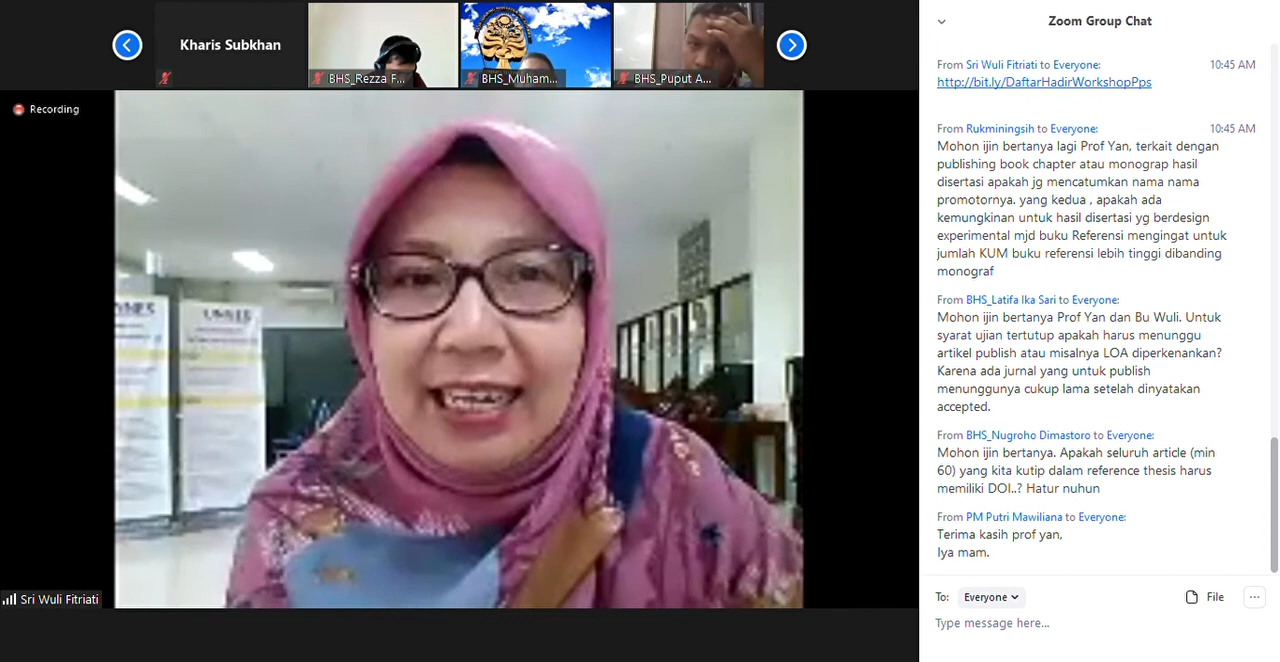 Kharis Subkhan
BHS_Rezza F...
BHS_Muham...
BHS_Puput A...
Recording
UNNES
Sri Wuli Fitriati
Zoom Group Chat
From Sri Wuli Fitriati to Everyone: 10:45 AM
http://bit.ly/DaftarHadirWorkshopPps
From Rukminingsih to Everyone: 10:45 AM
Mohon ijin bertanya lagi Prof Yan, terkait dengan
publishing book chapter atau monograp hasil
disertasi apakah jg mencatumkan nama nama
promotornya. yang kedua , apakah ada
kemungkinan untuk hasil disertasi yg berdesign
experimental mjd buku Referensi mengingat untuk
jumlah KUM buku referensi lebih tinggi dibanding
monograf
From BHS_Latifa Ika Sari to Everyone:
Mohon ijin bertanya Prof Yan dan Bu Wuli. Untuk
syarat ujian tertutup apakah harus menunggu
artikel publish atau misalnya LOA diperkenankan?
Karena ada jurnal yang untuk publish
menunggunya cukup lama setelah dinyatakan
accepted.
From BHS_Nugroho Dimastoro to Everyone:
Mohon ijin bertanya. Apakah seluruh article (min
60) yang kita kutip dalam reference thesis harus
memiliki DOI..? Hatur nuhun
From PM Putri Mawiliana to Everyone:
Terima kasih prof yan,
Iya mam.
To: Everyone File
Type message here...